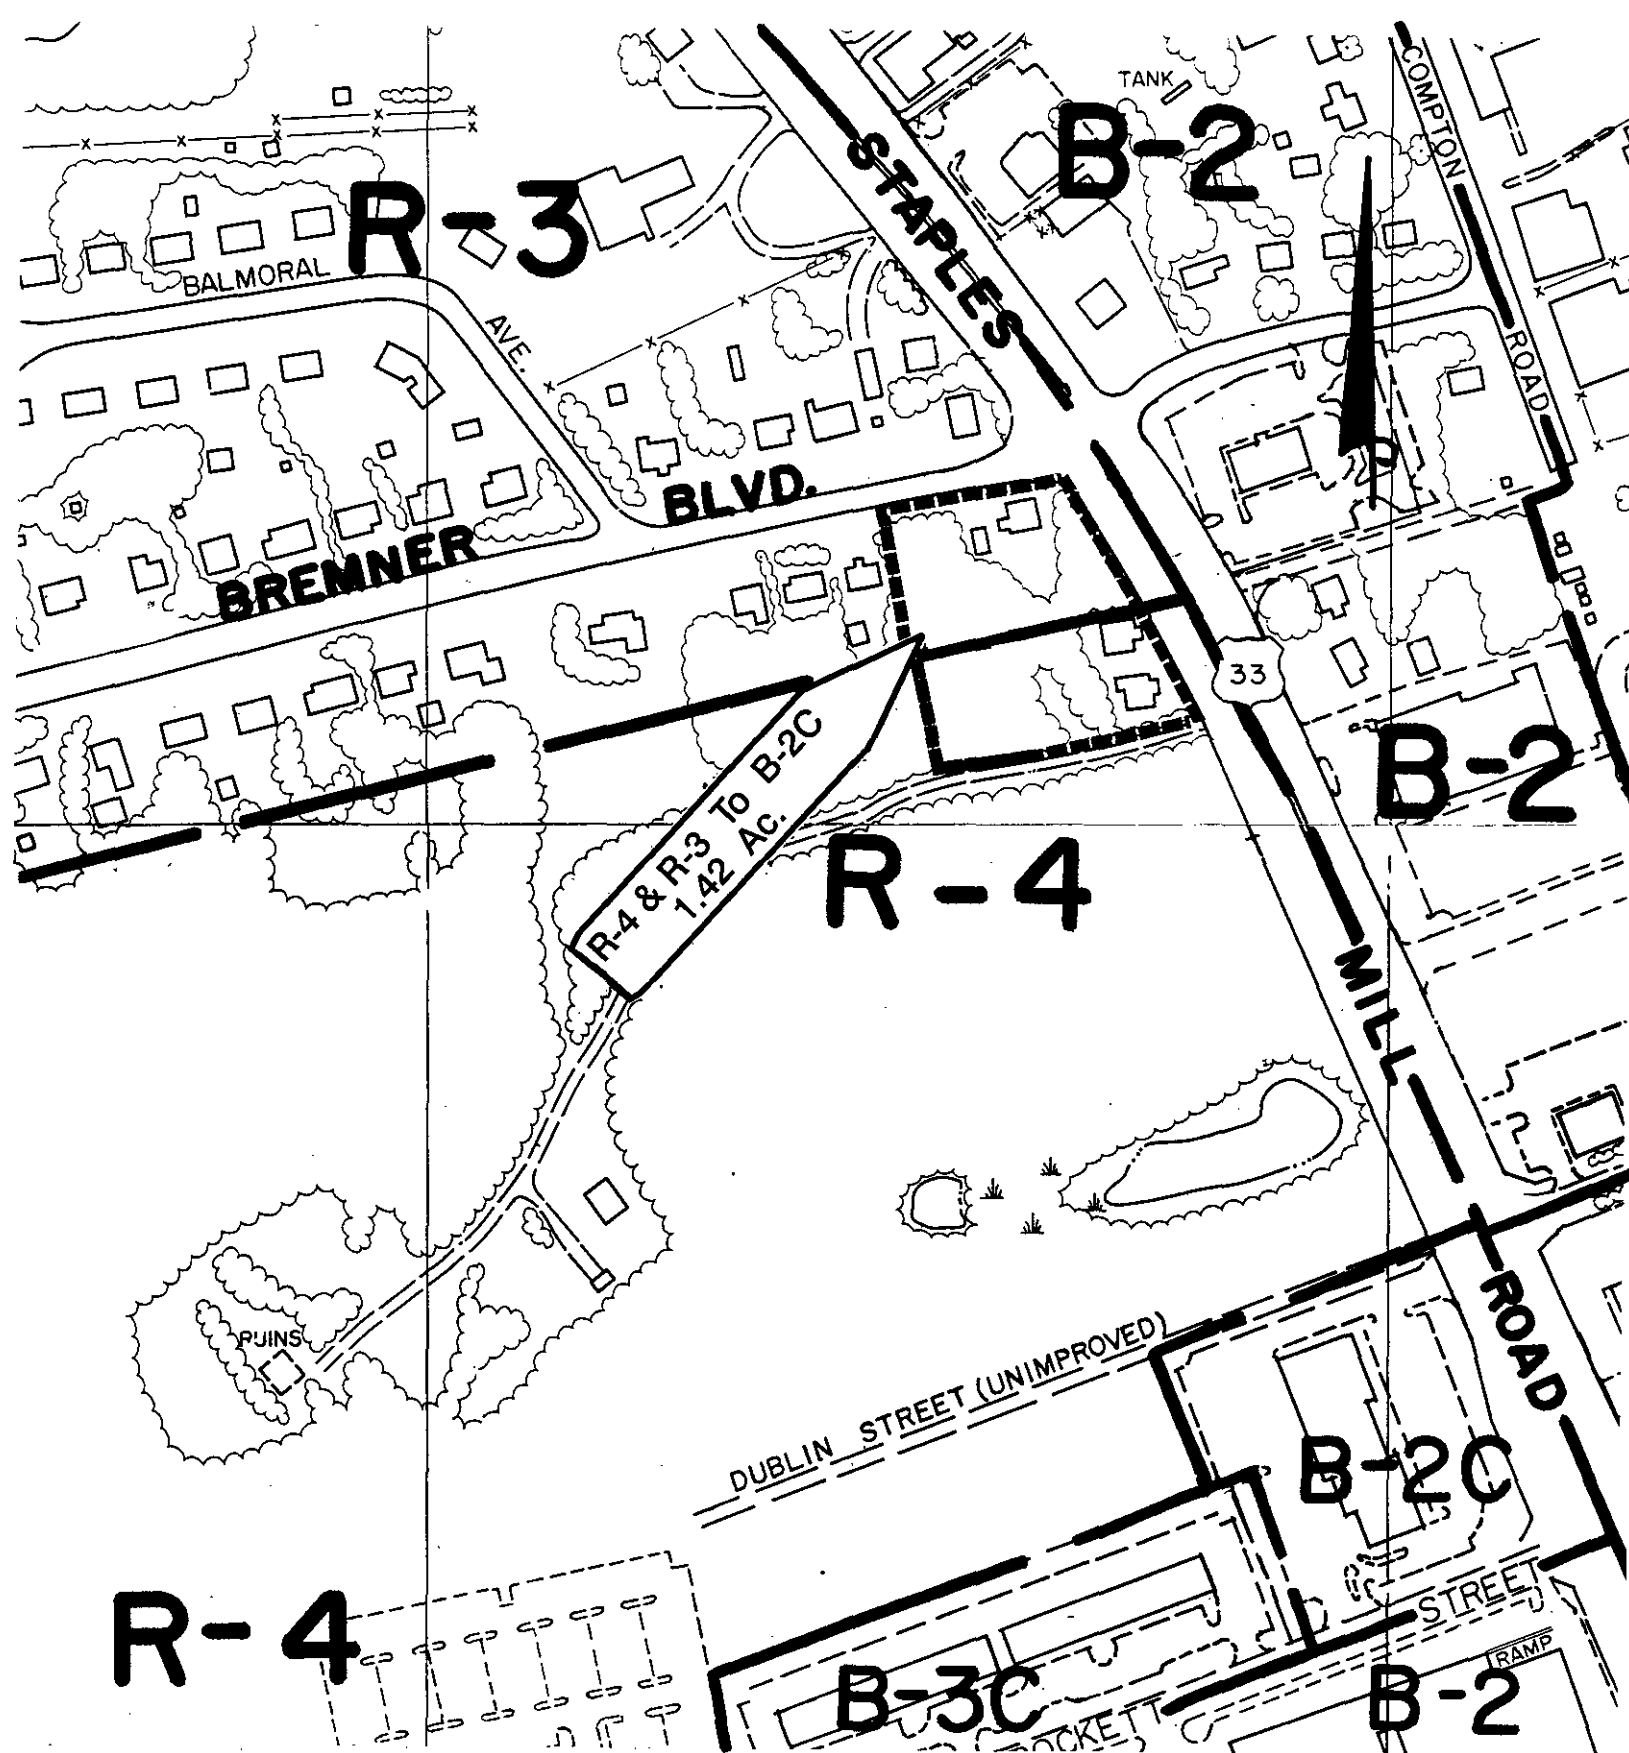 TANK
COMPTON
ROAD
B-2
STAPLES
R-3
BALMORAL
AVE.
BREMNER
BLVD.
33
B-2
R-4 & R-3 To B-2C
1.42 Ac.
R-4
MILL
ROAD
RUINS
DUBLIN STREET (UNIMPROVED)
B-2C
R-4
B-3C
STREET
RAMP
B-2